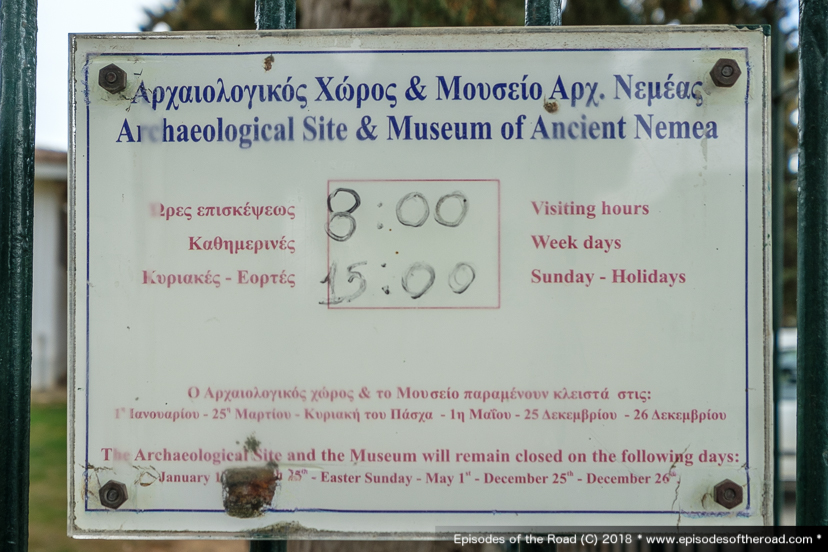 Αρχαιολογικός Χώρος & Μουσείο Αρχ. Νεμέας
Archaeological Site & Museum of Ancient Nemea
Ώρες επισκέψεως 8:00 Visiting hours
Καθημερινές Week days
Κυριακές - Εορτές 15:00 Sunday - Holidays
Ο Αρχαιολογικός χώρος & το Μουσείο παραμένουν κλειστά στις:
1η Ιανουαρίου - 25η Μαρτίου - Κυριακή του Πάσχα - 1η Μαΐου - 25 Δεκεμβρίου - 26 Δεκεμβρίου
The Archaeological Site and the Museum will remain closed on the following days:
January 25th - Easter Sunday - May 1st - December 25th - December 26th
Episodes of the Road (C) 2018 * www.episodesoftheroad.com *